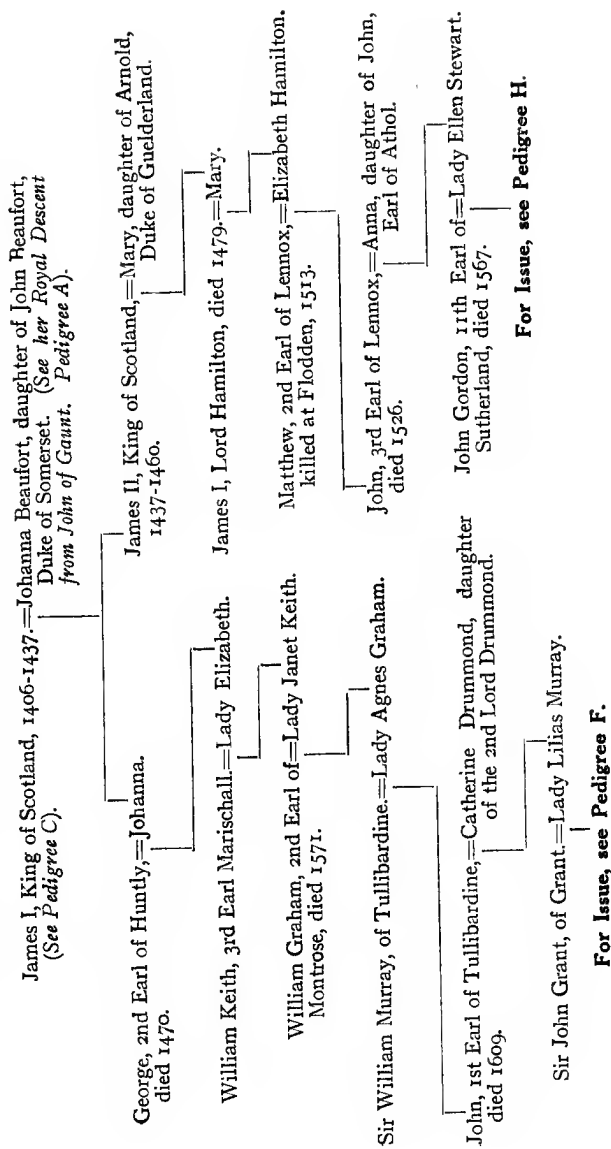 James I, King of Scotland, 1406-1437.=Johanna Beaufort, daughter of John Beaufort,
(See Pedigree C).
Duke of Somerset. (See her Royal Descent
from John of Gaunt. Pedigree A).
George, 2nd Earl of Huntly,=Johanna.
died 1470.
William Keith, 3rd Earl Marischall.=Lady Elizabeth.
William Graham, 2nd Earl of=Lady Janet Keith.
Montrose, died 1571.
Sir William Murray, of Tullibardine.=Lady Agnes Graham.
John, 1st Earl of Tullibardine,=Catherine Drummond, daughter
died 1609.
of the 2nd Lord Drummond.
Sir John Grant, of Grant.=Lady Lilias Murray.
For Issue, see Pedigree F.
James II, King of Scotland,=Mary, daughter of Arnold,
1437-1460.
Duke of Guelderland.
James I, Lord Hamilton, died 1479.=Mary.
Matthew, 2nd Earl of Lennox,=Elizabeth Hamilton.
killed at Flodden, 1513.
John, 3rd Earl of Lennox,=Anna, daughter of John,
died 1526.
Earl of Athol.
John Gordon, 11th Earl of=Lady Ellen Stewart.
Sutherland, died 1567.
For Issue, see Pedigree H.